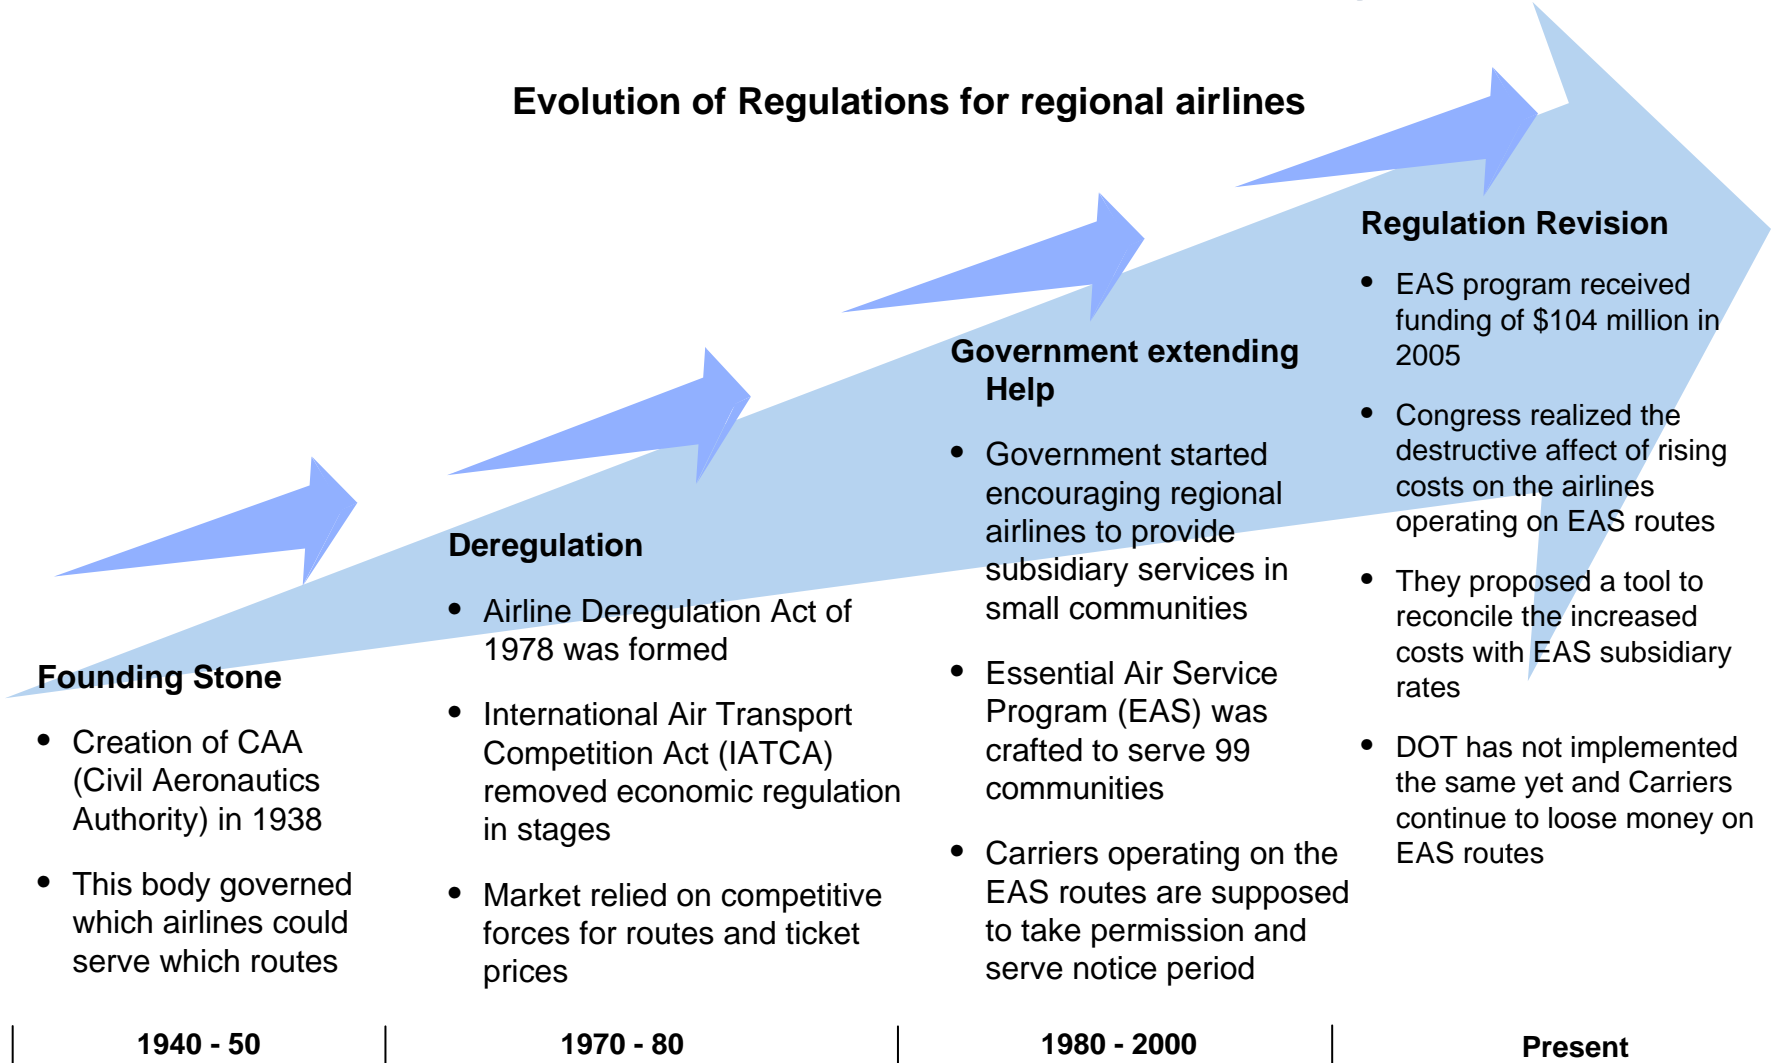 Evolution of Regulations for regional airlines
Founding Stone
• Creation of CAA
(Civil Aeronautics
Authority) in 1938
• This body governed
which airlines could
serve which routes
Deregulation
• Airline Deregulation Act of
1978 was formed
• International Air Transport
Competition Act (IATCA)
removed economic regulation
in stages
• Market relied on competitive
forces for routes and ticket
prices
Government extending
Help
• Government started
encouraging regional
airlines to provide
subsidiary services in
small communities
• Essential Air Service
Program (EAS) was
crafted to serve 99
communities
• Carriers operating on the
EAS routes are supposed
to take permission and
serve notice period
Regulation Revision
• EAS program received
funding of $104 million in
2005
• Congress realized the
destructive affect of rising
costs on the airlines
operating on EAS routes
• They proposed a tool to
reconcile the increased
costs with EAS subsidiary
rates
• DOT has not implemented
the same yet and Carriers
continue to loose money on
EAS routes
1940 - 50
1970 - 80
1980 - 2000
Present